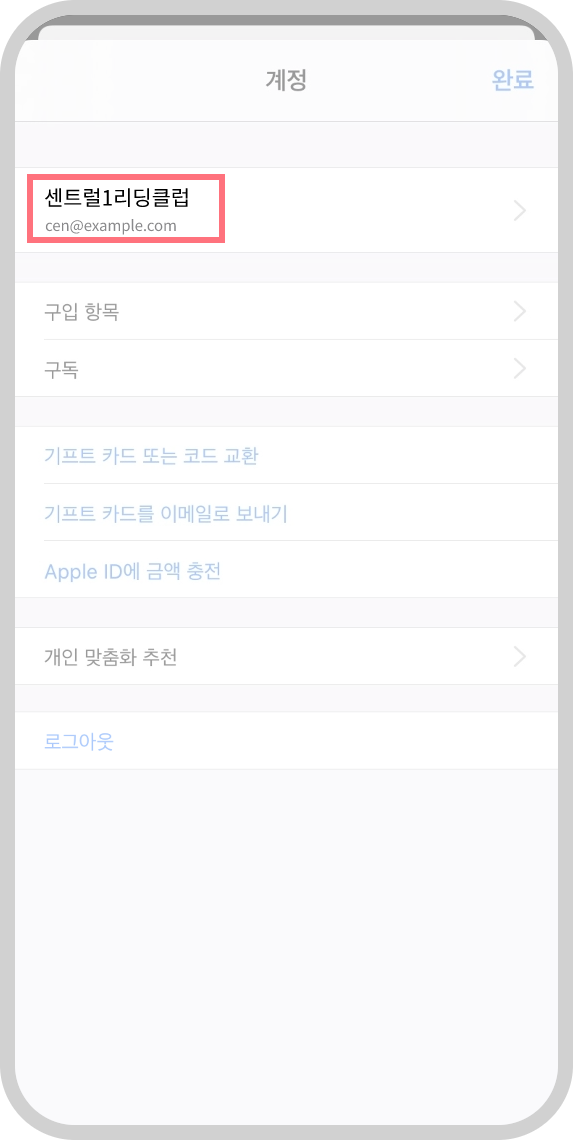 계정
완료
센트럴1리딩클럽
cen@example.com
구입 항목
구독
기프트 카드 또는 코드 교환
기프트 카드를 이메일로 보내기
Apple ID에 금액 충전
개인 맞춤화 추천
로그아웃